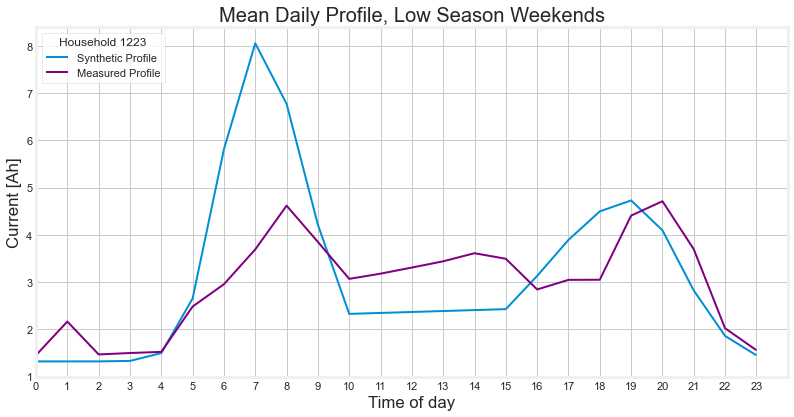 Mean Daily Profile, Low Season Weekends
Household 1223
Synthetic Profile
Measured Profile
Current [Ah]
8
7
6
5
4
3
2
1
0 1 2 3 4 5 6 7 8 9 10 11 12 13 14 15 16 17 18 19 20 21 22 23
Time of day